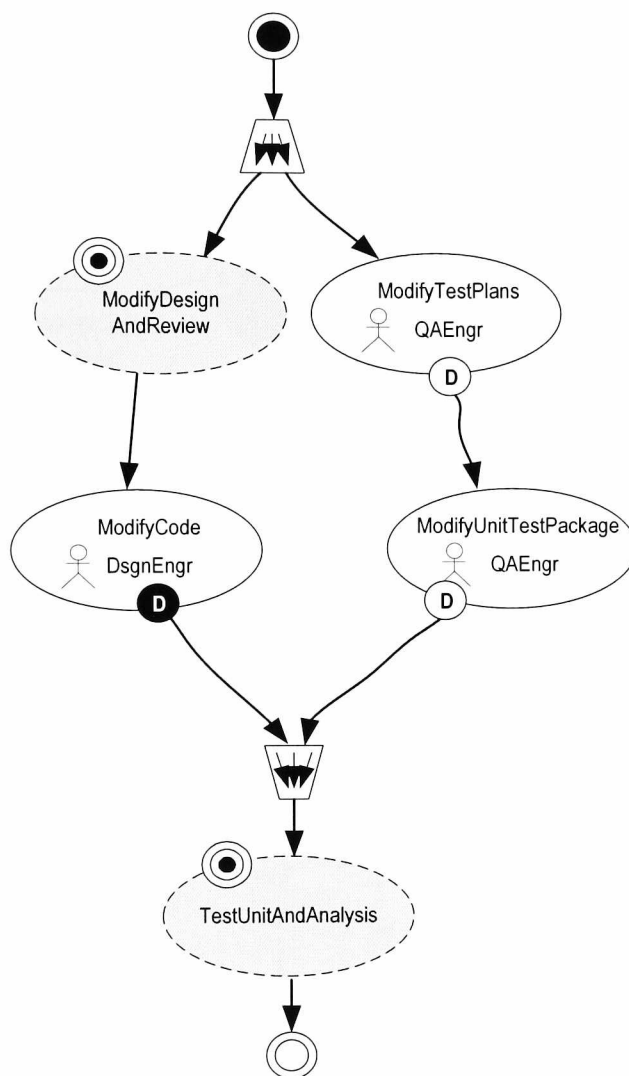 ModifyDesign
AndReview
ModifyTestPlans
QAEngr
D
ModifyCode
DsgnEngr
D
ModifyUnitTestPackage
QAEngr
D
TestUnitAndAnalysis